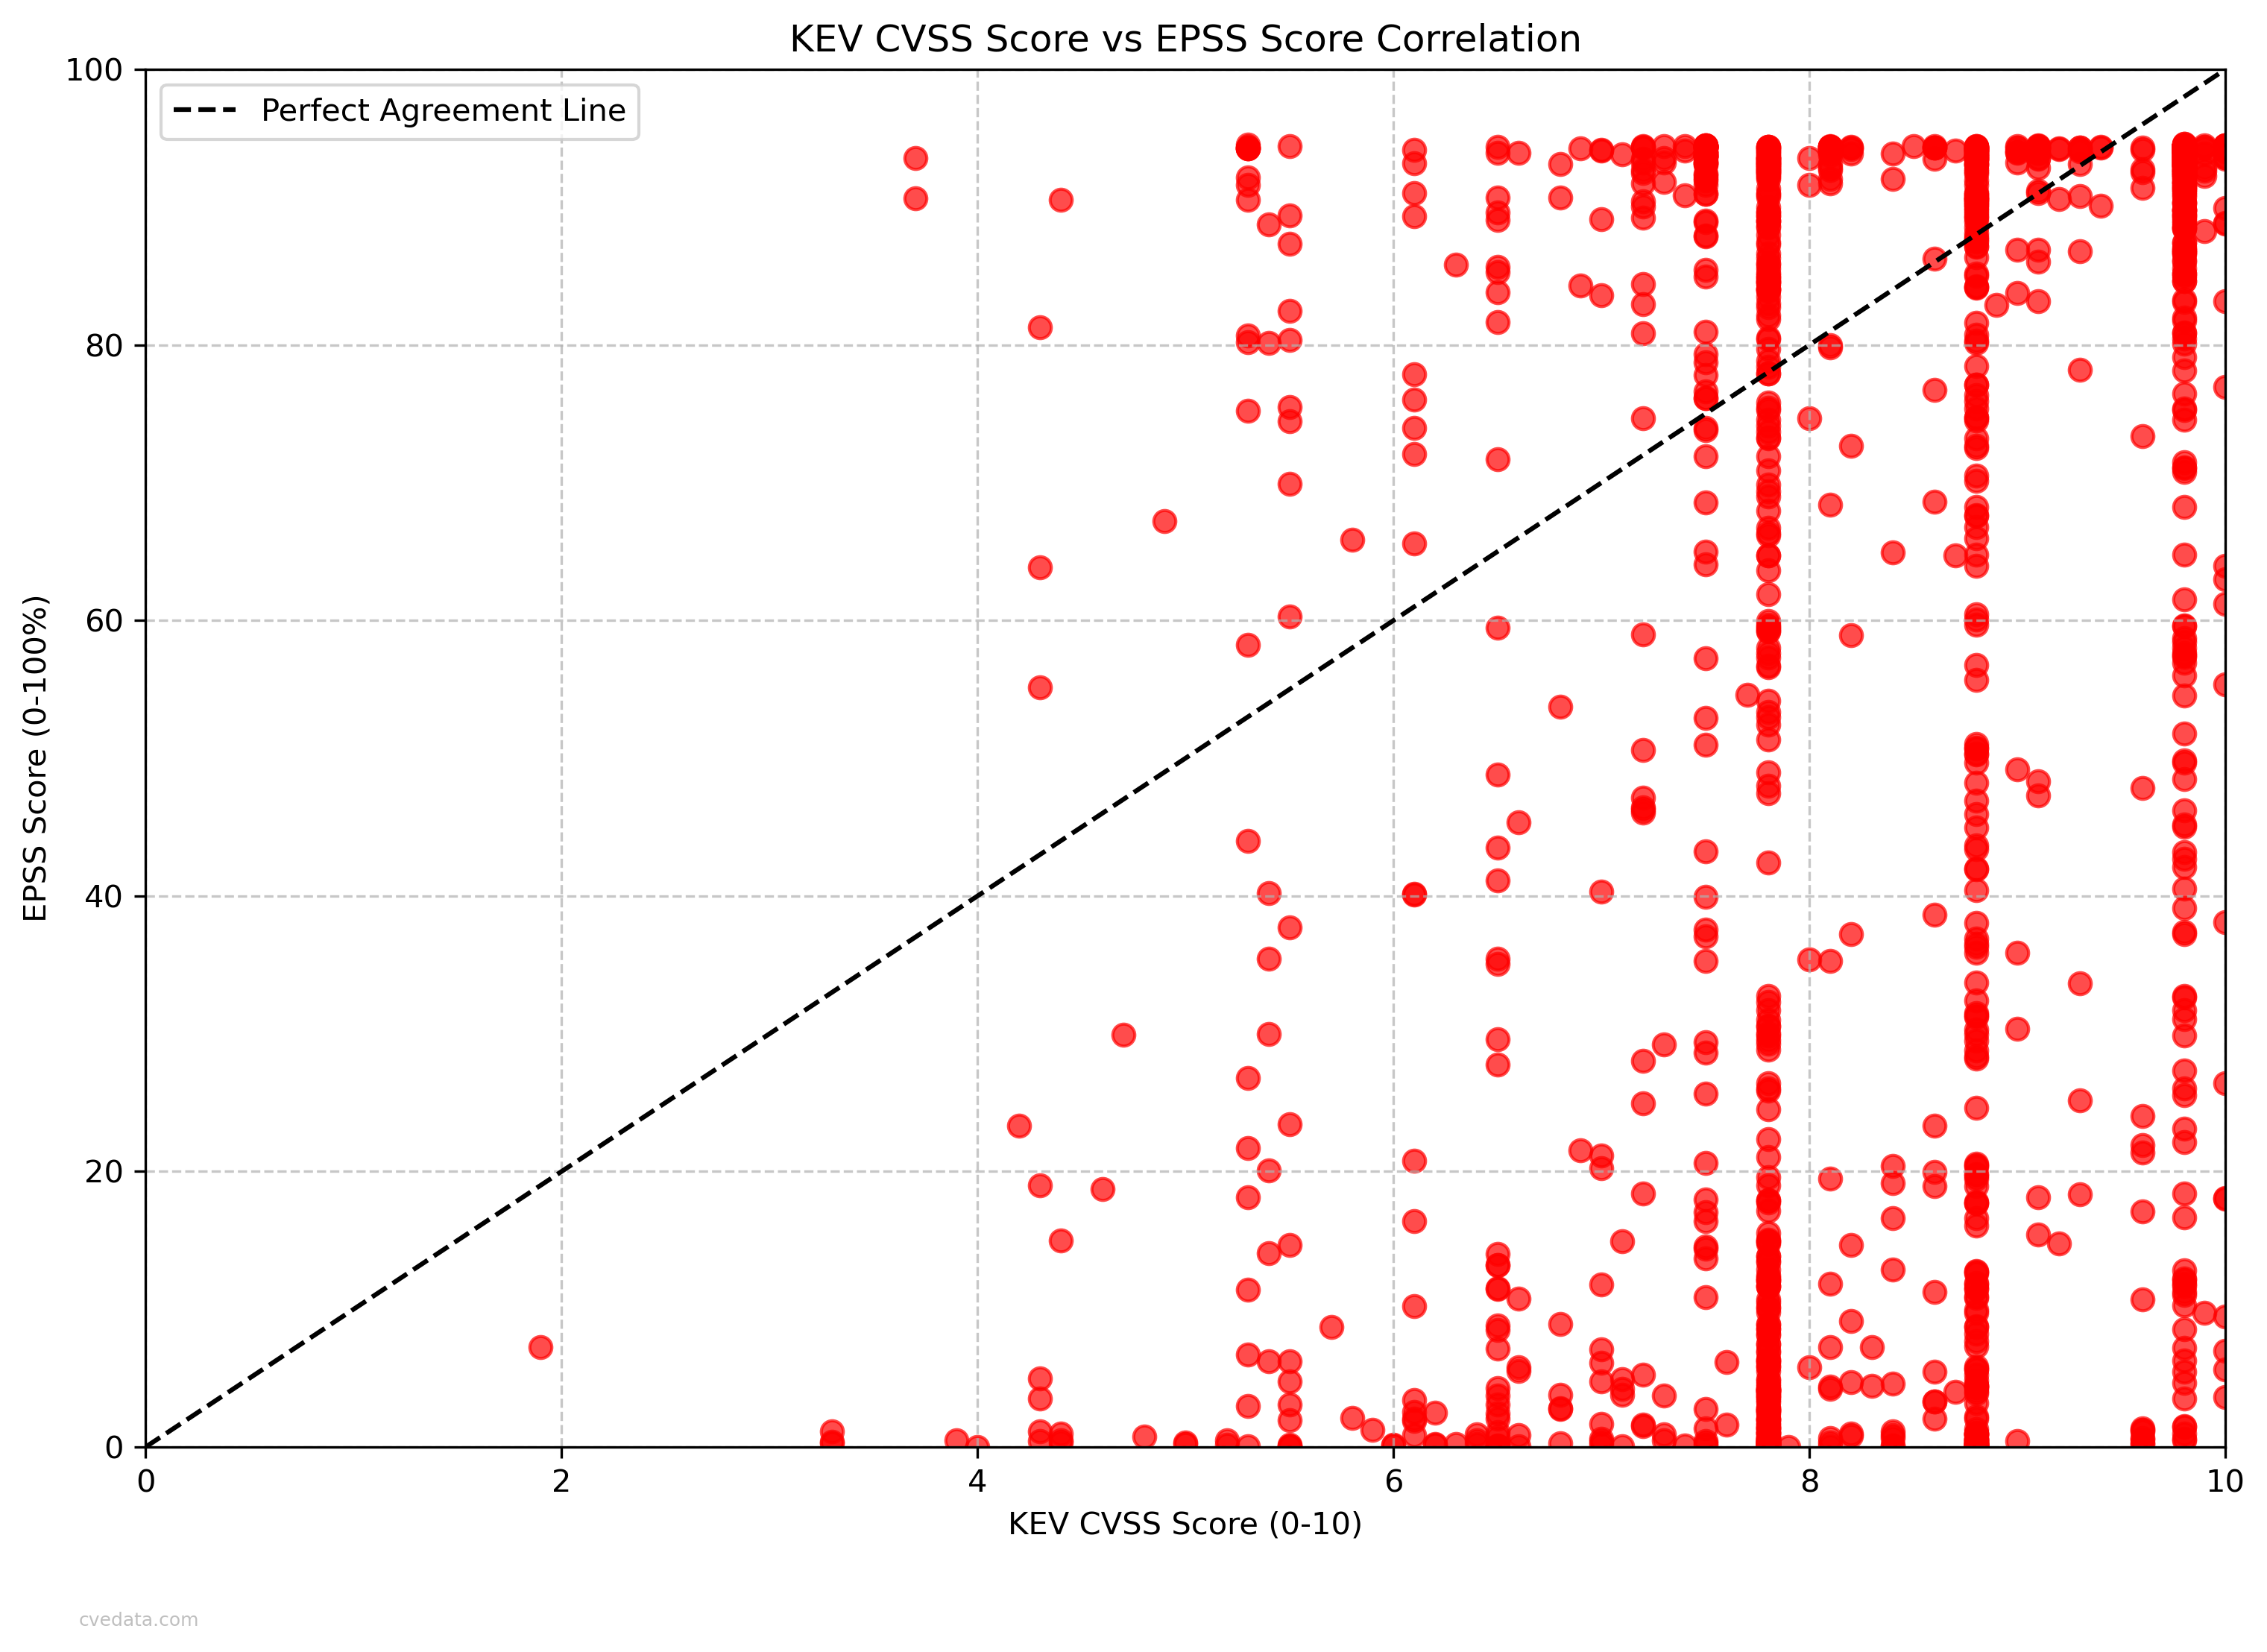 KEV CVSS Score vs EPSS Score Correlation
Perfect Agreement Line
EPSS Score (0-100%)
100
80
60
40
20
0
0 2 4 6 8 10
KEV CVSS Score (0-10)
cvedata.com